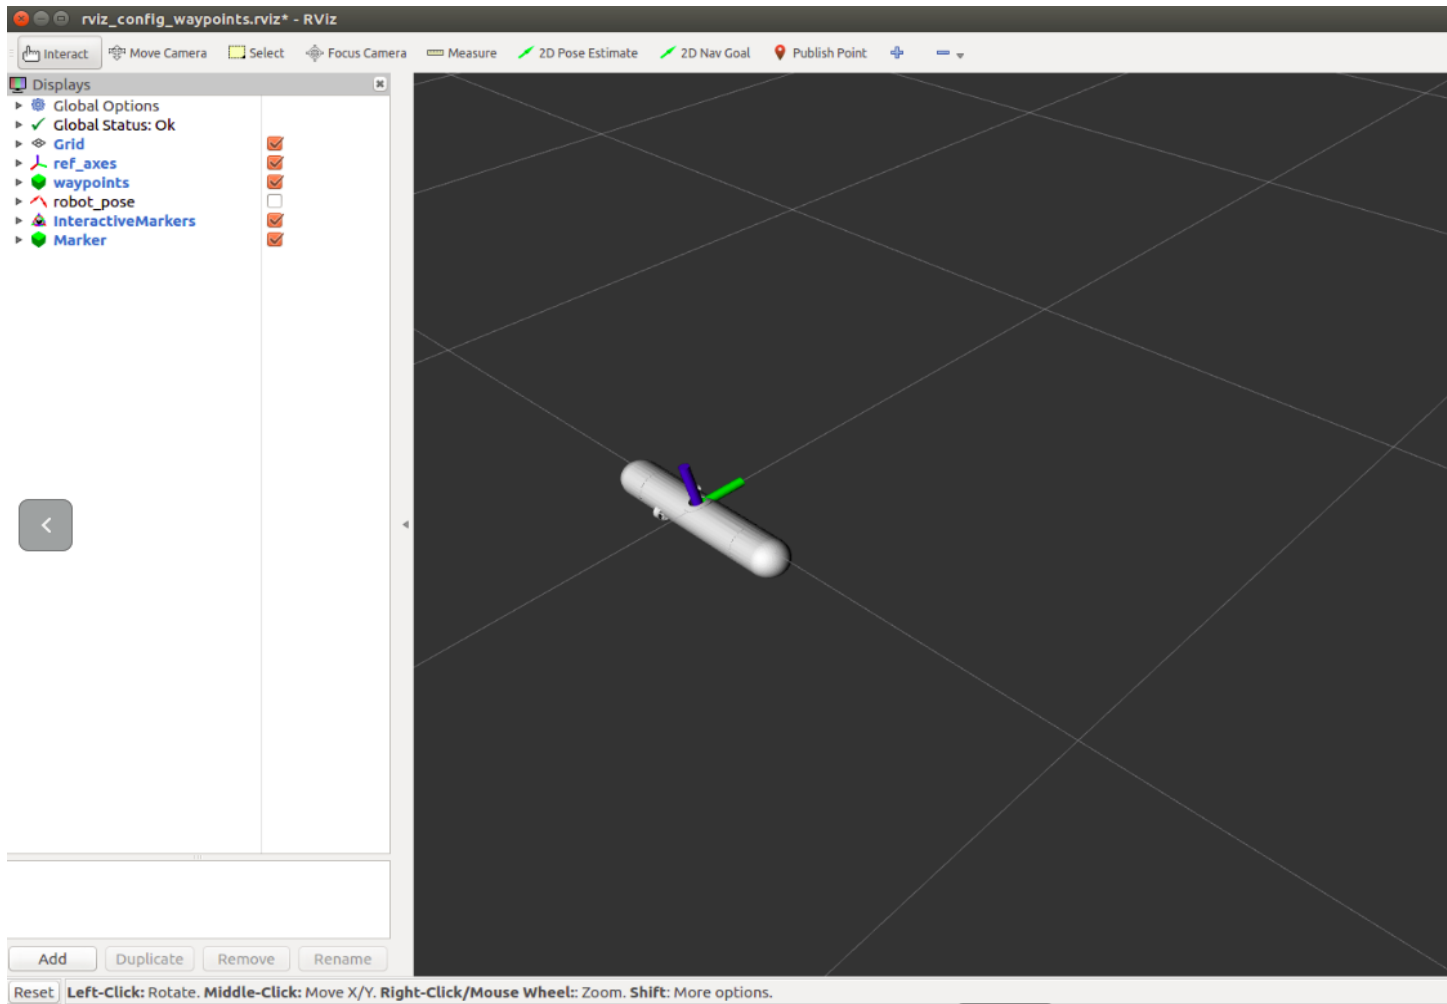 rviz_config_waypoints.rviz* - RViz
Interact Move Camera Select Focus Camera Measure 2D Pose Estimate 2D Nav Goal Publish Point
Displays
Global Options
Global Status: Ok
Grid
ref_axes
waypoints
robot_pose
InteractiveMarkers
Marker
Add Duplicate Remove Rename
Reset Left-Click: Rotate. Middle-Click: Move X/Y. Right-Click/Mouse Wheel:: Zoom. Shift: More options.